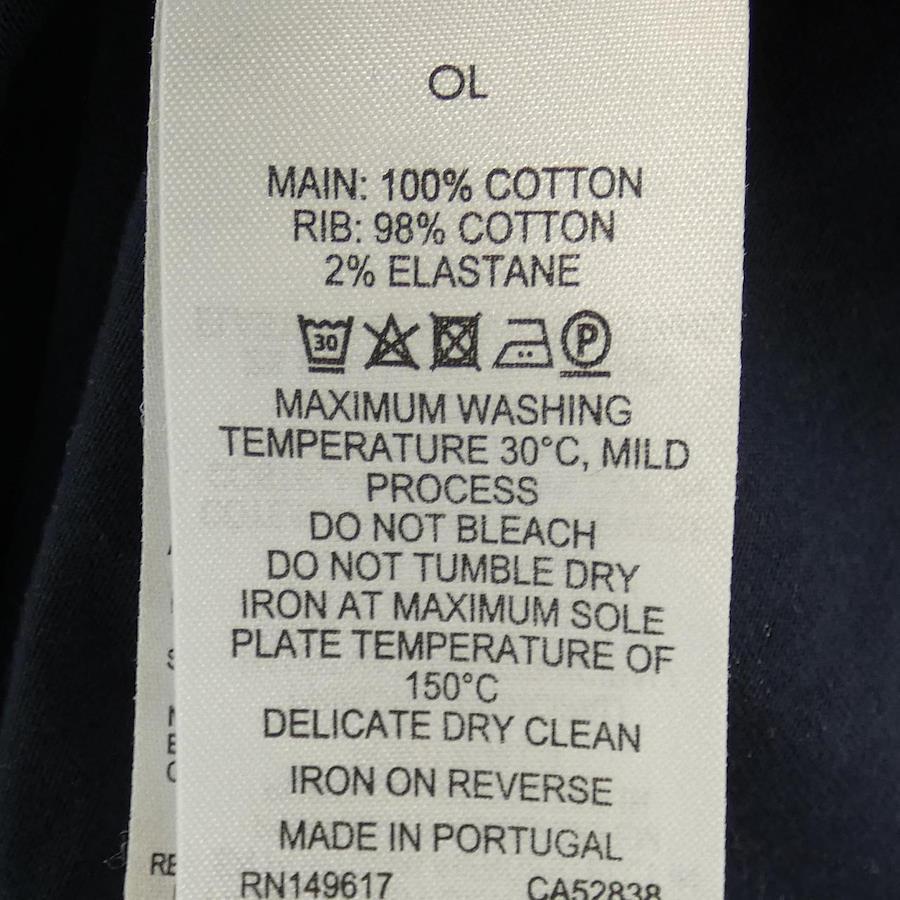 OL
MAIN: 100% COTTON
RIB: 98% COTTON
2% ELASTANE
30 P
MAXIMUM WASHING
TEMPERATURE 30°C, MILD
PROCESS
DO NOT BLEACH
DO NOT TUMBLE DRY
IRON AT MAXIMUM SOLE
PLATE TEMPERATURE OF
150°C
DELICATE DRY CLEAN
IRON ON REVERSE
MADE IN PORTUGAL
RN149617 CA52838